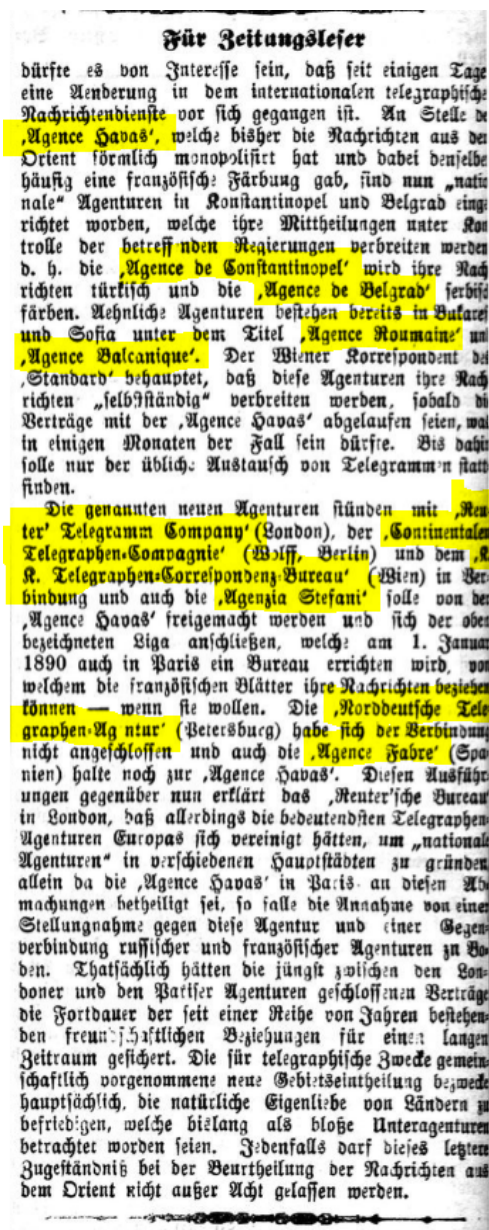 Für Zeitungsleser
dürfte es von Interesse sein, daß seit einigen Tage
eine Aenderung in dem internationalen telegraphische
Nachrichtendienste vor sich gegangen ist. An Stelle de
‚Agence Havas‘, welche bisher die Nachrichten aus de
Orient förmlich monopolisirt hat und dabei denselbe
häufig eine französische Färbung gab, sind nun „natio
nale“ Agenturen in Konstantinopel und Belgrad einge
richtet worden, welche ihre Mittheilungen unter Kon
trolle der betreff nden Regierungen verbreiten werden
d. h. die ‚Agence de Constantinopel‘ wird ihre Nach
richten türkisch und die ‚Agence de Belgrad‘ serbisc
färben. Aehnliche Agenturen bestehen bereits in Bukares
und Sofia unter dem Titel ‚Agence Roumaine‘ und
‚Agence Balcanique‘. Der Wiener Korrespondent des
‚Standard‘ behauptet, daß diese Agenturen ihre Nach
richten „selbstständig“ verbreiten werden, sobald di
Verträge mit der ‚Agence Havas‘ abgelaufen seien, was
in einigen Monaten der Fall sein dürfte. Bis dahin
solle nur der übliche Austausch von Telegrammen statt
finden.
Die genannten neuen Agenturen stünden mit ‚Reu
ter’ Telegramm Company‘ (London), der ‚Continentalen
Telegraphen-Compagnie‘ (Wolff, Berlin) und dem ‚K
K. Telegraphen-Correspondenz-Bureau‘ (Wien) in Ver
bindung und auch die ‚Agenzia Stefani‘ solle von der
‚Agence Havas‘ freigemacht werden und sich der oben
bezeichneten Liga anschließen, welche am 1. Januar
1890 auch in Paris ein Bureau errichten wird, von
welchem die französischen Blätter ihre Nachrichten beziehen
können — wenn sie wollen. Die ‚Norddeutsche Tele
graphen-Ag ntur‘ (Petersburg) habe sich der Verbindung
nicht angeschlossen und auch die ‚Agence Fabre‘ (Spa-
nien) halte noch zur ‚Agence Havas‘. Diesen Ausführ
ungen gegenüber nun erklärt das ‚Reuter'sche Bureau‘
in London, daß allerdings die bedeutendsten Telegraphen-
Agenturen Europas sich vereinigt hätten, um „nationale
Agenturen“ in verschiedenen Hauptstädten zu gründen,
allein da die ‚Agence Havas‘ in Paris an diesen Ab-
machungen betheiligt sei, so falle die Annahme von einer
Stellungnahme gegen diese Agentur und einer Gegen-
verbindung russischer und französischer Agenturen zu Bo-
den. Thatsächlich hätten die jüngst zwischen den Lon-
doner und den Pariser Agenturen geschlossenen Verträge
die Fortdauer der seit einer Reihe von Jahren bestehen-
den freundschaftlichen Beziehungen für einen langen
Zeitraum gesichert. Die für telegraphische Zwecke gemein-
schaftlich vorgenommene neue Gebietseintheilung bezwecke
hauptsächlich, die natürliche Eigenliebe von Ländern zu
befriedigen, welche bislang als bloße Unteragenturen
betrachtet worden seien. Jedenfalls darf dieses letztere
Zugeständniß bei der Beurtheilung der Nachrichten aus
dem Orient nicht außer Acht gelassen werden.